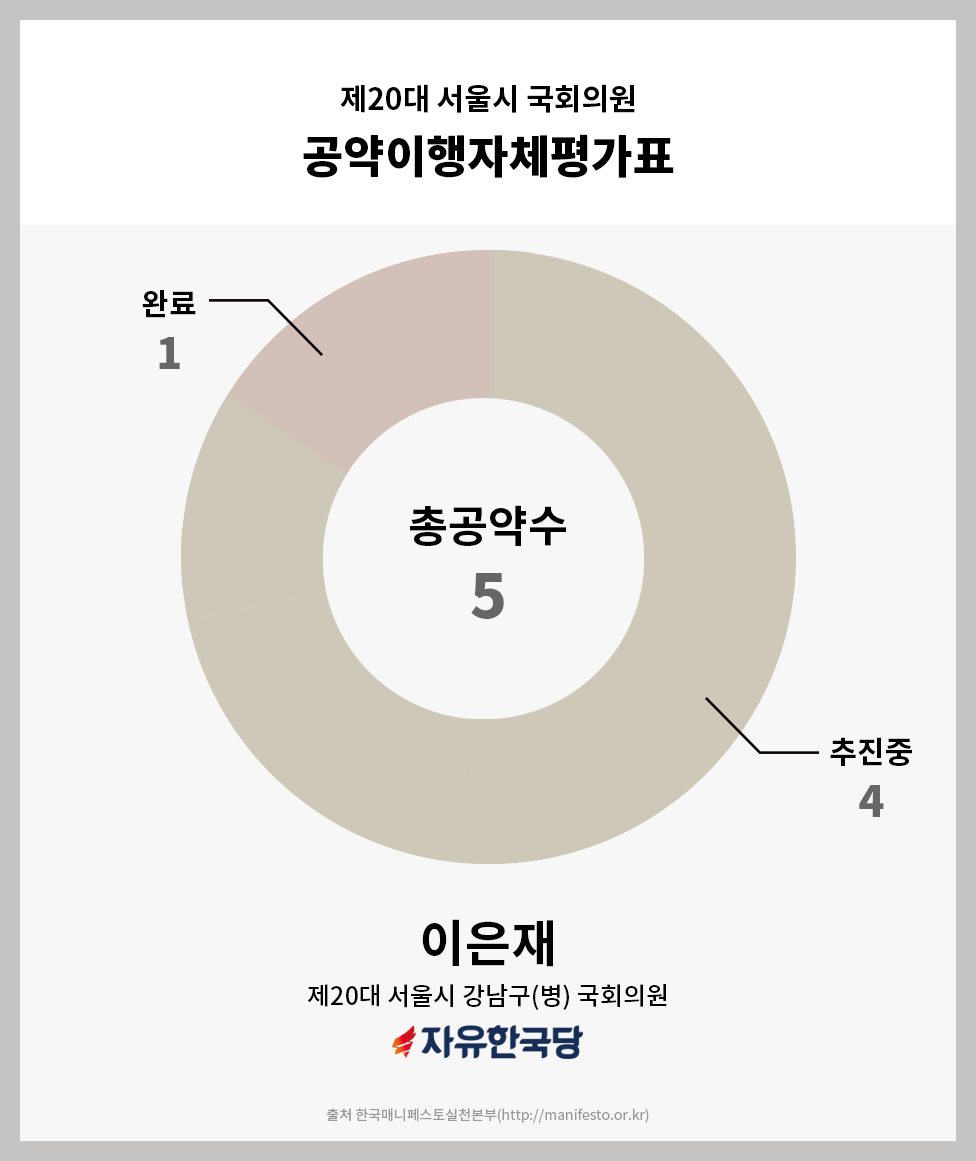 제20대 서울시 국회의원
공약이행자체평가표
완료
1
총공약수
5
추진중
4
이은재
제20대 서울시 강남구(병) 국회의원
자유한국당
출처 한국매니페스토실천본부(http://manifesto.or.kr)